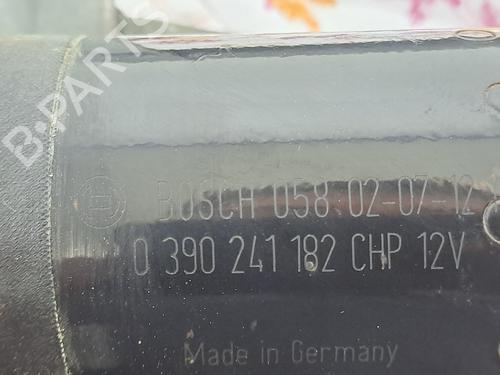 B-PARTS
BOSCH 058 02-07-12
0 390 241 182 CHP 12V
Made in Germany